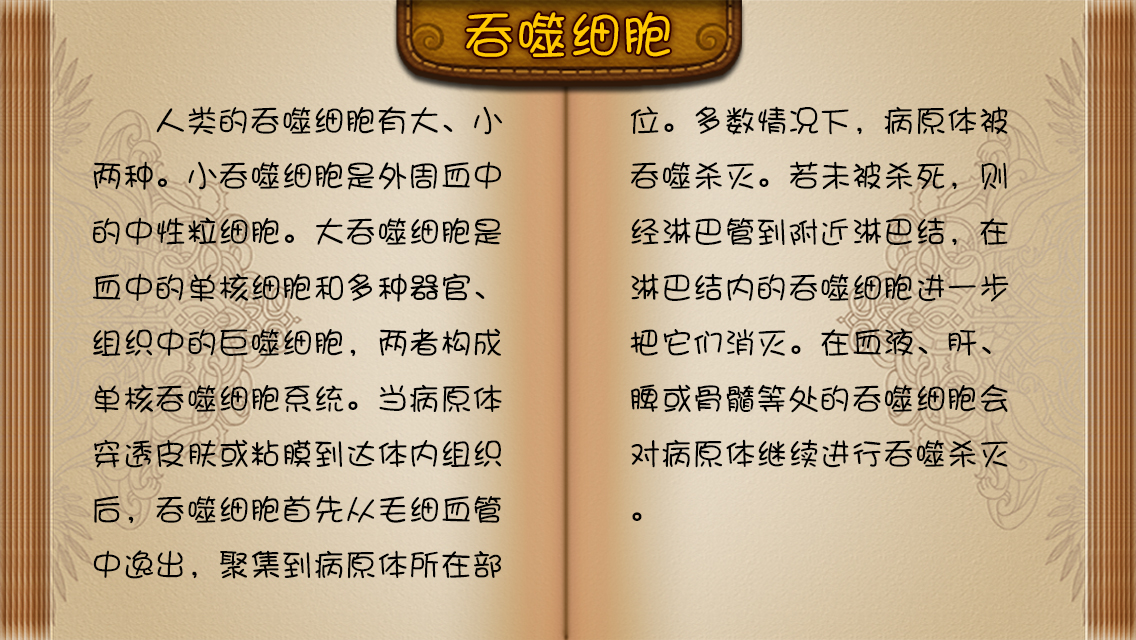 吞噬细胞
人类的吞噬细胞有大、小
两种。小吞噬细胞是外周血中
的中性粒细胞。大吞噬细胞是
血中的单核细胞和多种器官、
组织中的巨噬细胞，两者构成
单核吞噬细胞系统。当病原体
穿透皮肤或粘膜到达体内组织
后，吞噬细胞首先从毛细血管
中逸出，聚集到病原体所在部
位。多数情况下，病原体被
吞噬杀灭。若未被杀死，则
经淋巴管到附近淋巴结，在
淋巴结内的吞噬细胞进一步
把它们消灭。在血液、肝、
脾或骨髓等处的吞噬细胞会
对病原体继续进行吞噬杀灭
。